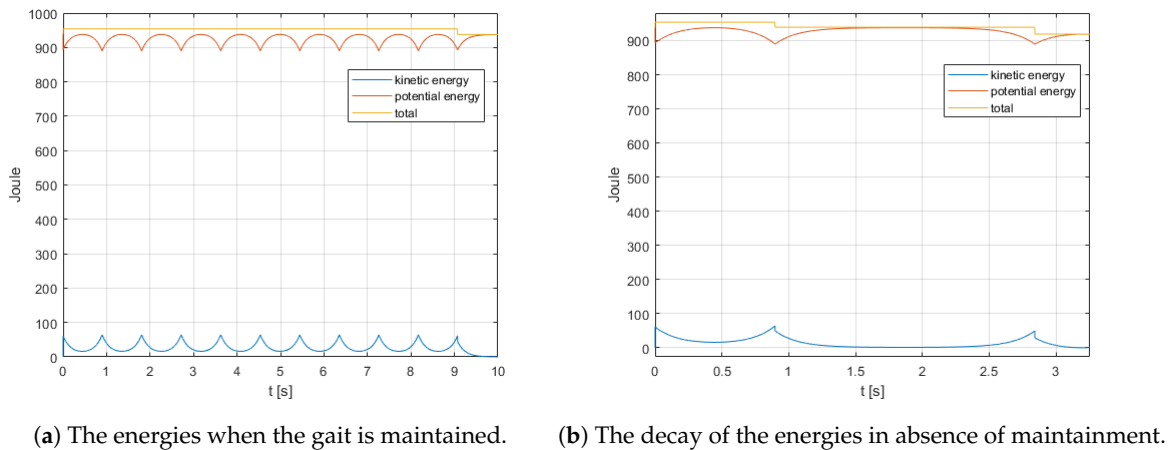 1000
900
800
700
600
500
400
300
200
100
0
Joule
0 1 2 3 4 5 6 7 8 9 10
t [s]
kinetic energy
potential energy
total
900
800
700
600
500
400
300
200
100
0
Joule
0 0.5 1 1.5 2 2.5 3
t [s]
kinetic energy
potential energy
total
(a) The energies when the gait is maintained.
(b) The decay of the energies in absence of maintainment.